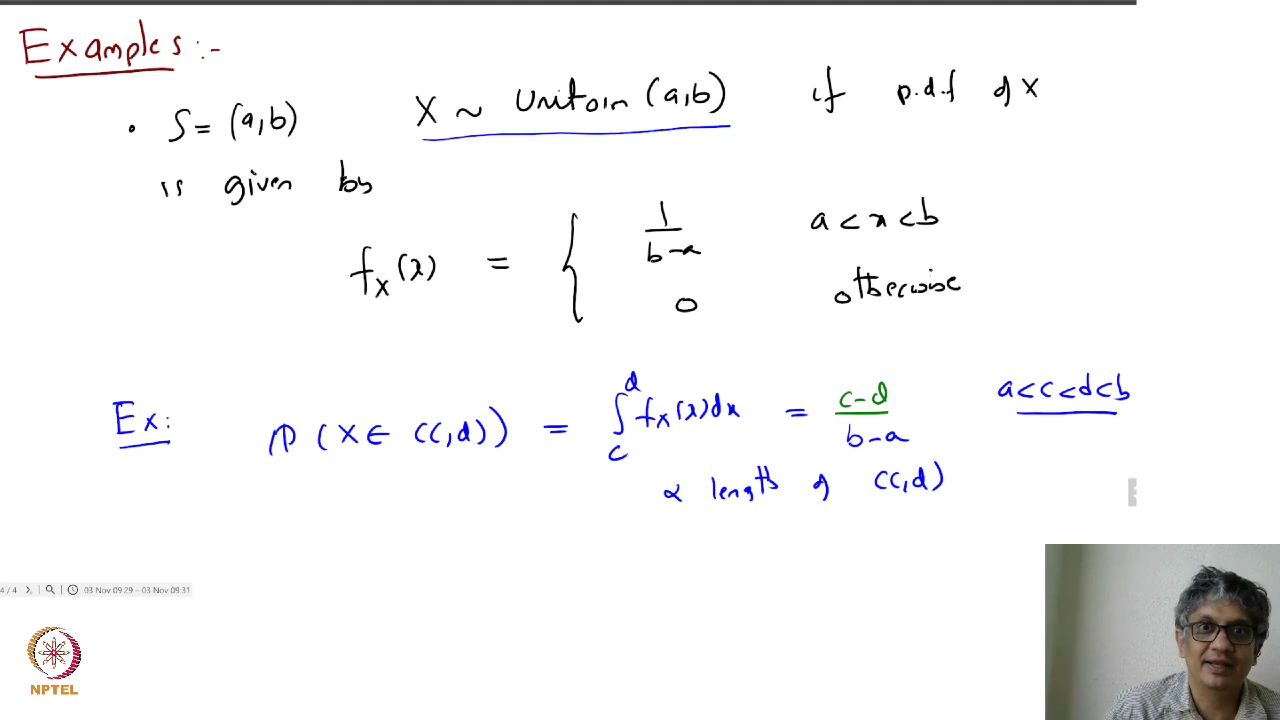 Examples :-
• S = (a,b) X ~ Uniform (a,b) if p.d.f of X
is given by
f_X(x) = { 1/(b-a) a < x < b
0 otherwise
Ex: ℙ (X ∈ (c,d)) = ∫_c^d f_X(x)dx = (c-d)/(b-a) a<c<d<b
∝ length of (c,d)
4 / 4 03 Nov 09:29 – 03 Nov 09:31
NPTEL